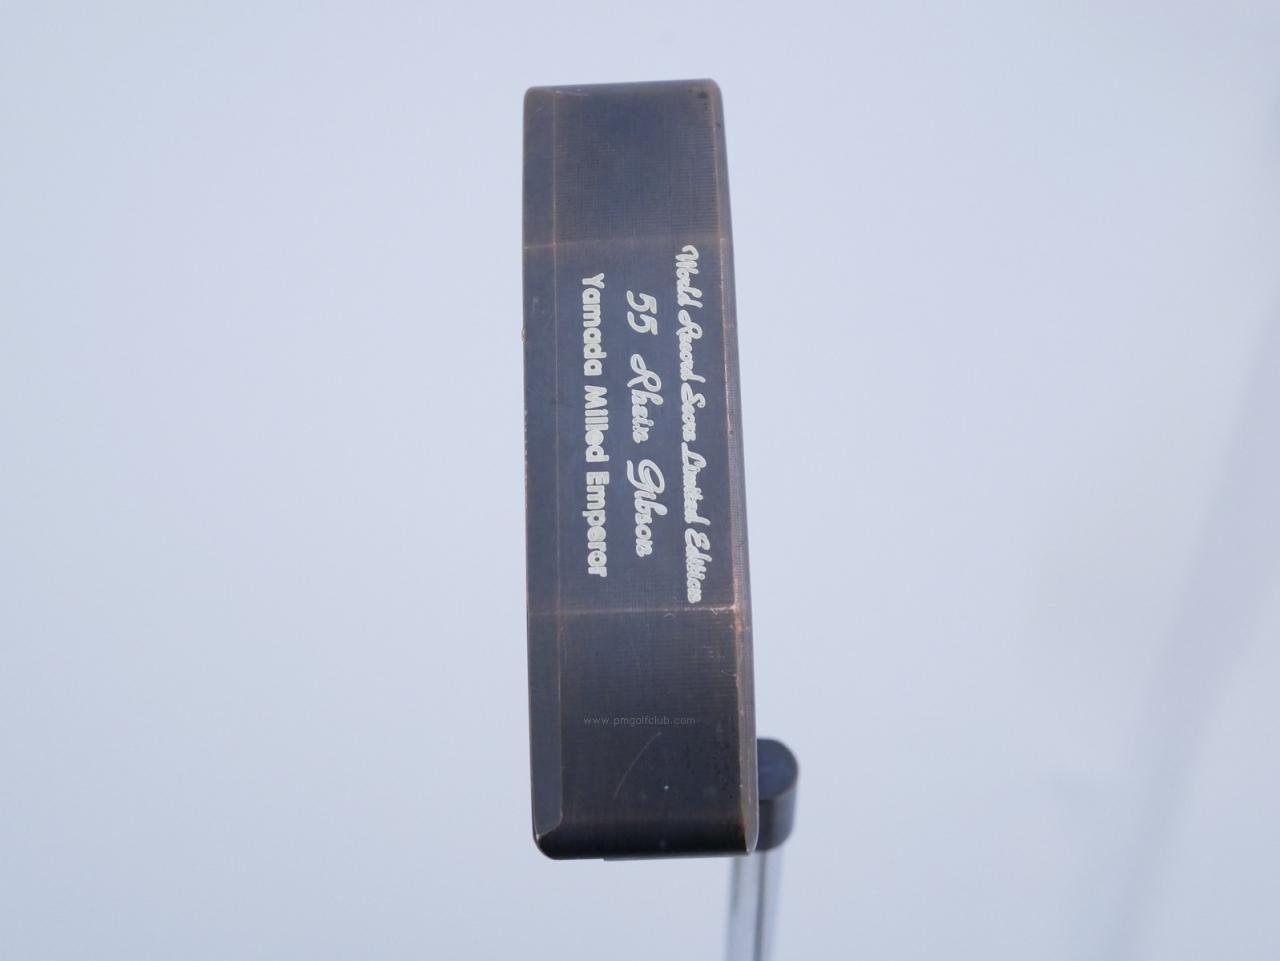 World Record Score Limited Edition
55 Rhein Gibson
Yamada Milled Emperor
www.pmgolfclub.com